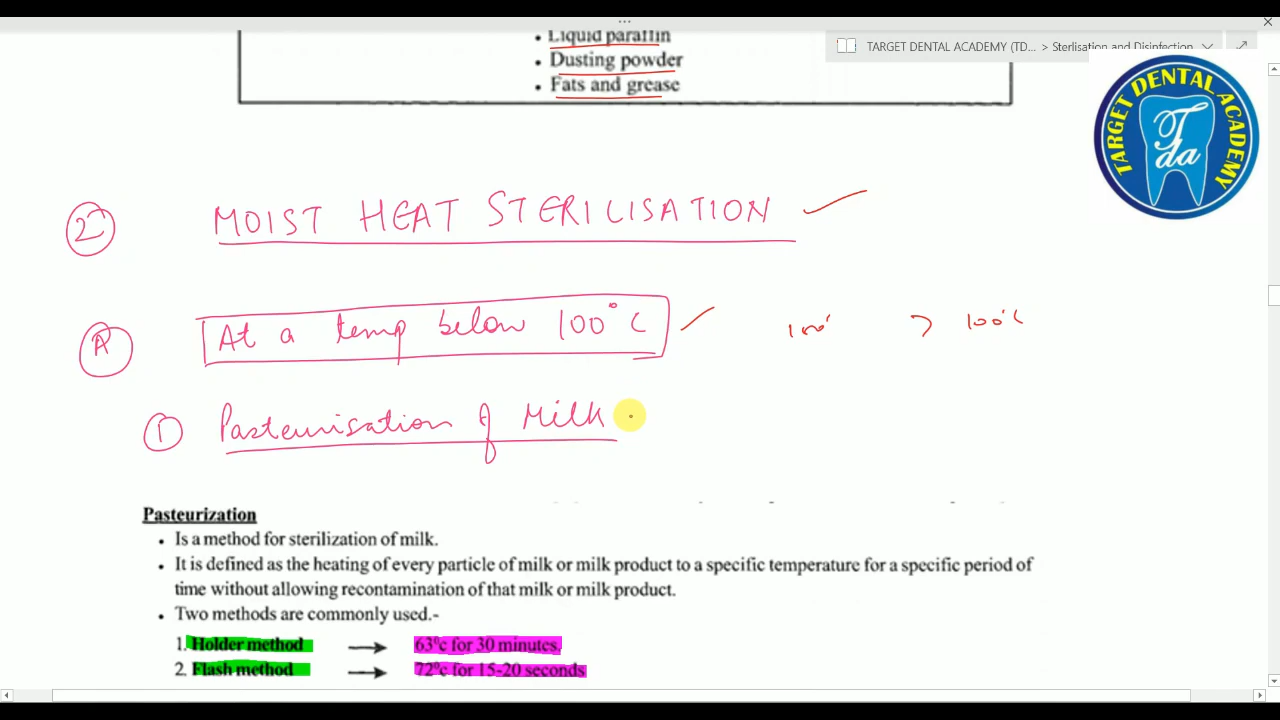 • Liquid paraffin
• Dusting powder
• Fats and grease
TARGET DENTAL ACADEMY (TD... > Sterlisation and Disinfection
TARGET DENTAL ACADEMY
Tda
2 MOIST HEAT STERILISATION
A At a temp below 100°C 100° > 100°C
1 Pasteurisation of Milk
Pasteurization
• Is a method for sterilization of milk.
• It is defined as the heating of every particle of milk or milk product to a specific temperature for a specific period of
time without allowing recontamination of that milk or milk product.
• Two methods are commonly used.-
1. Holder method → 63°c for 30 minutes.
2. Flash method → 72°c for 15-20 seconds